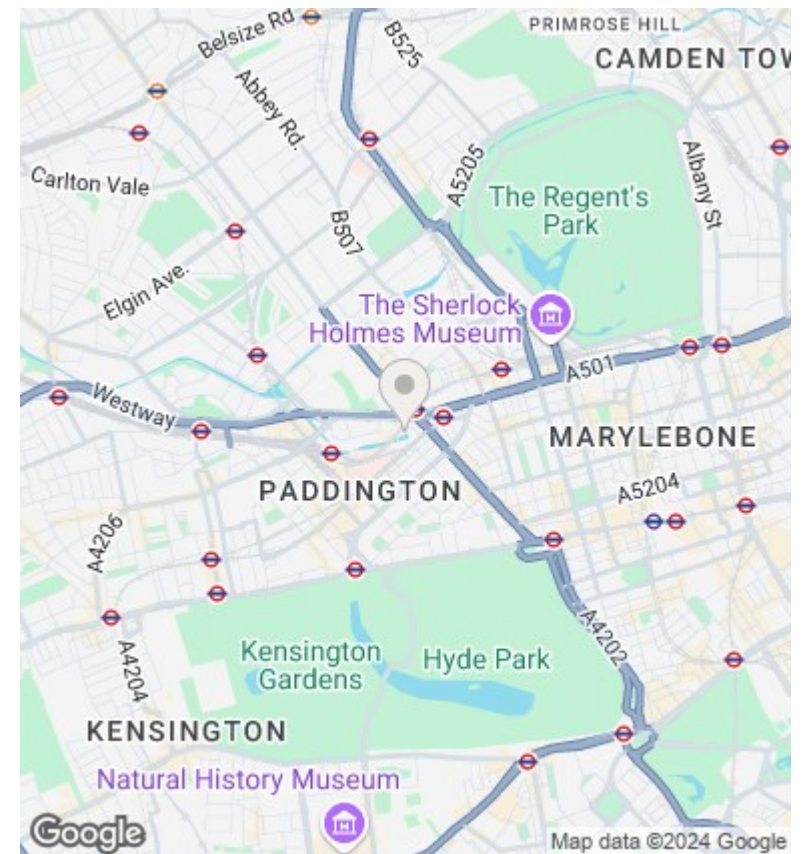 PRIMROSE HILL
Belsize Rd
B525
CAMDEN TOW
Abbey Rd.
A5205
Albany St
Carlton Vale
The Regent's
Park
B507
Elgin Ave.
The Sherlock
Holmes Museum
A501
Westway
MARYLEBONE
PADDINGTON
A5204
A4206
A4202
Kensington
Gardens
Hyde Park
A4204
KENSINGTON
Natural History Museum
Google
Map data ©2024 Google